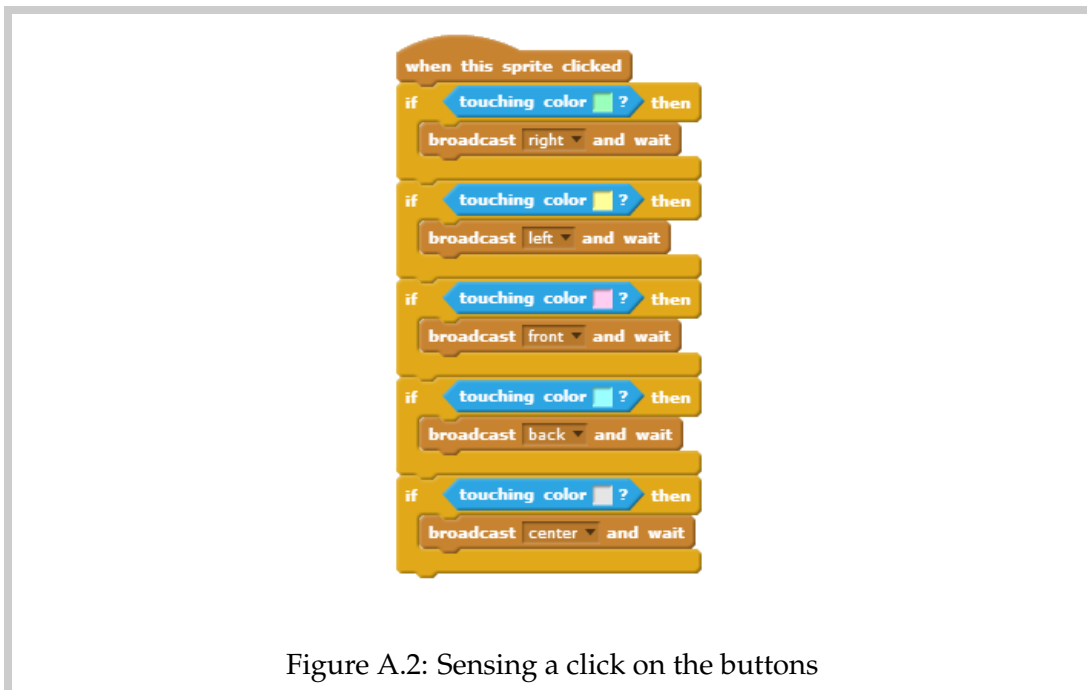 when this sprite clicked
if touching color ? then
broadcast right and wait
if touching color ? then
broadcast left and wait
if touching color ? then
broadcast front and wait
if touching color ? then
broadcast back and wait
if touching color ? then
broadcast center and wait
Figure A.2: Sensing a click on the buttons